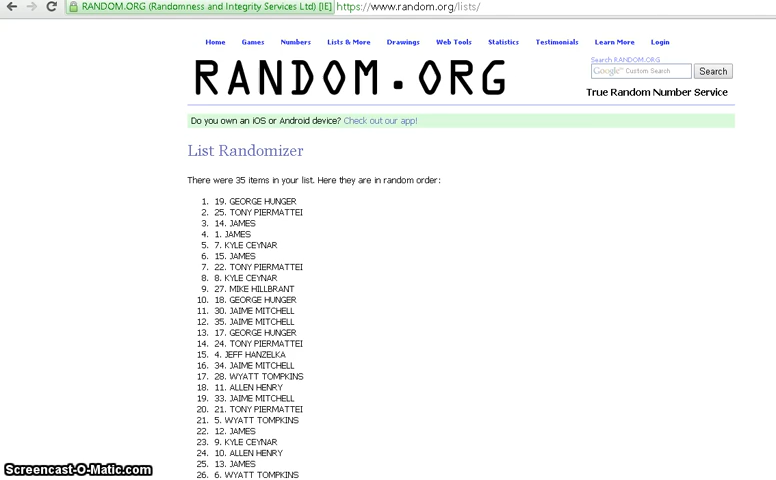 RANDOM.ORG (Randomness and Integrity Services Ltd) [IE] https://www.random.org/lists/
Home Games Numbers Lists & More Drawings Web Tools Statistics Testimonials Learn More Login
Search RANDOM.ORG
RANDOM.ORG
Google Custom Search Search
True Random Number Service
Do you own an iOS or Android device? Check out our app!
List Randomizer
There were 35 items in your list. Here they are in random order:
1. 19. GEORGE HUNGER
2. 25. TONY PIERMATTEI
3. 14. JAMES
4. 1. JAMES
5. 7. KYLE CEYNAR
6. 15. JAMES
7. 22. TONY PIERMATTEI
8. 8. KYLE CEYNAR
9. 27. MIKE HILLBRANT
10. 18. GEORGE HUNGER
11. 30. JAIME MITCHELL
12. 35. JAIME MITCHELL
13. 17. GEORGE HUNGER
14. 24. TONY PIERMATTEI
15. 4. JEFF HANZELKA
16. 34. JAIME MITCHELL
17. 28. WYATT TOMPKINS
18. 11. ALLEN HENRY
19. 33. JAIME MITCHELL
20. 21. TONY PIERMATTEI
21. 5. WYATT TOMPKINS
22. 12. JAMES
23. 9. KYLE CEYNAR
24. 10. ALLEN HENRY
25. 13. JAMES
26. 6. WYATT TOMPKINS
Screencast-O-Matic.com